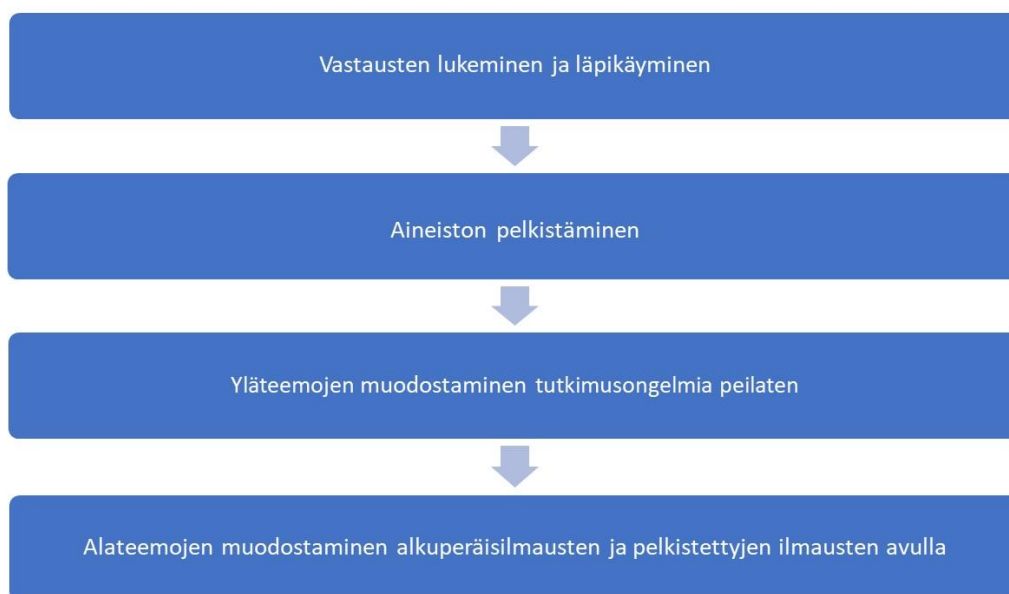 Vastausten lukeminen ja läpikäyminen
Aineiston pelkistäminen
Yläteemojen muodostaminen tutkimusongelmia peilaten
Alateemojen muodostaminen alkuperäisilmausten ja pelkistettyjen ilmausten avulla